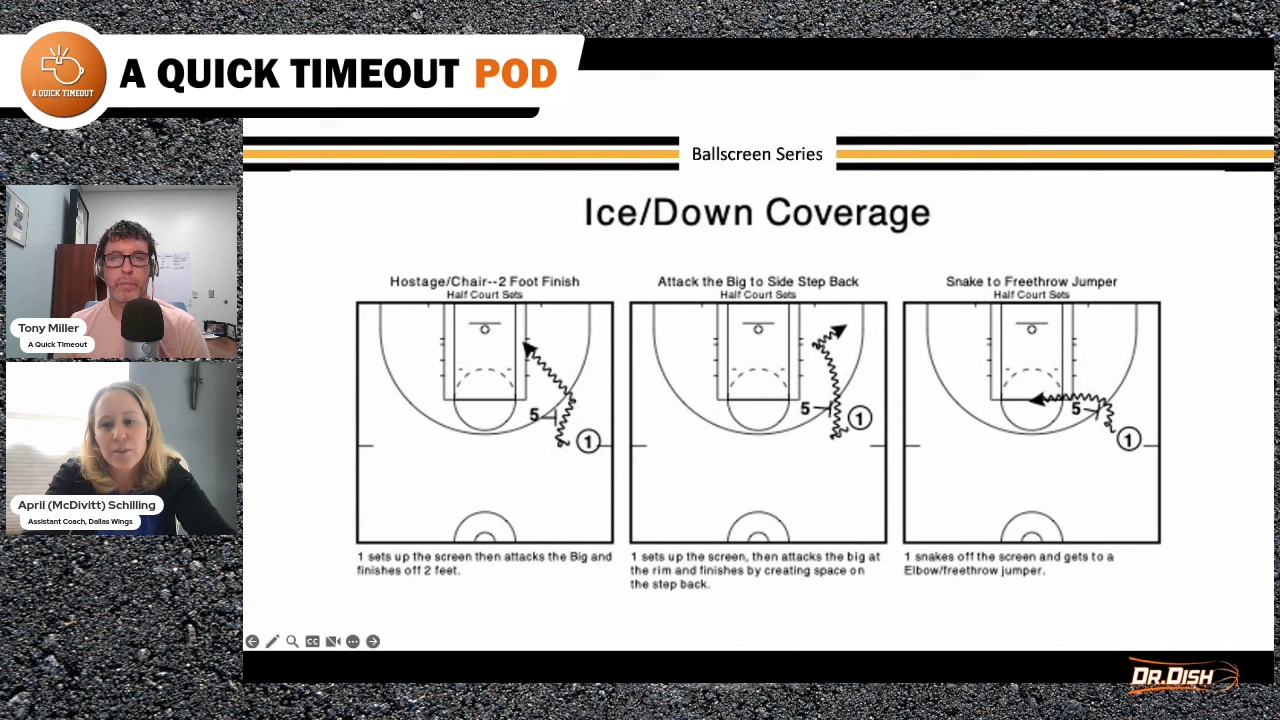 A QUICK TIMEOUT POD
A QUICK TIMEOUT
Ballscreen Series
Ice/Down Coverage
Hostage/Chair--2 Foot Finish
Half Court Sets
5
1
1 sets up the screen then attacks the Big and
finishes off 2 feet.
Attack the Big to Side Step Back
Half Court Sets
5
1
1 sets up the screen, then attacks the big at
the rim and finishes by creating space on
the step back.
Snake to Freethrow Jumper
Half Court Sets
5
1
1 snakes off the screen and gets to a
Elbow/freethrow jumper.
Tony Miller
A Quick Timeout
April (McDivitt) Schilling
Assistant Coach, Dallas Wings
CC
DR.DISH